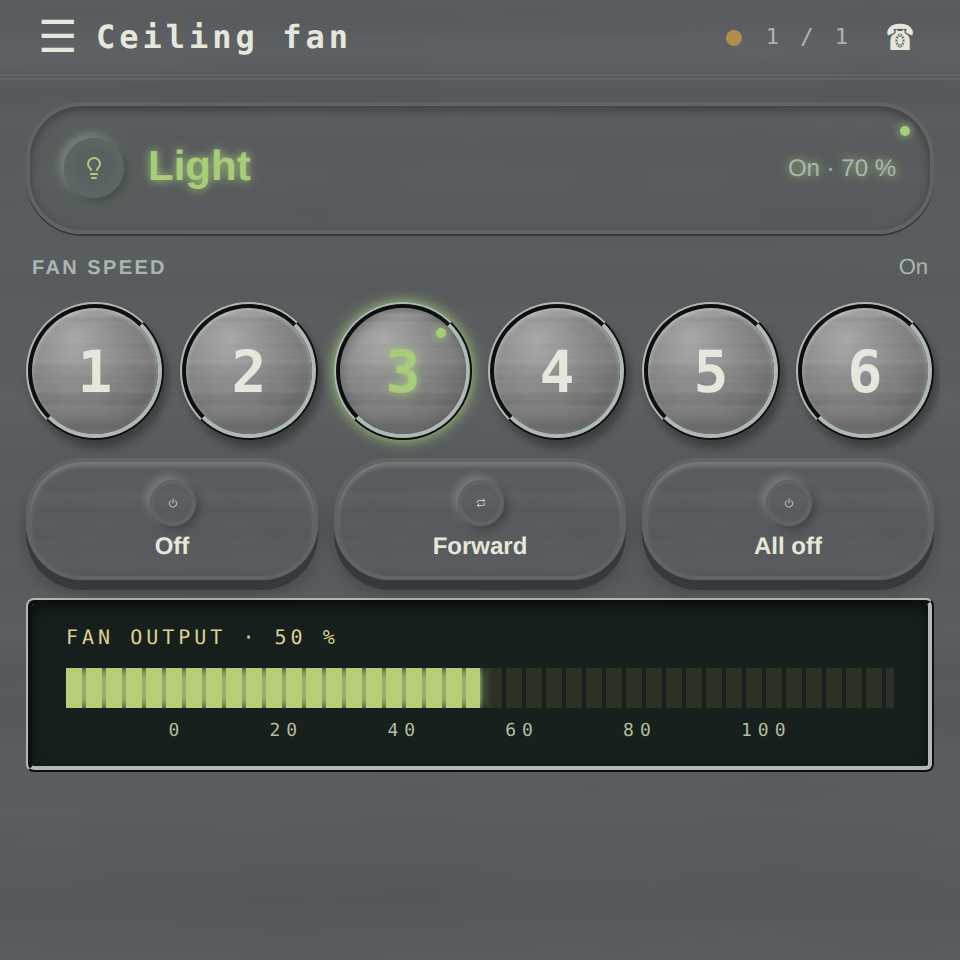 Ceiling fan
1 / 1
Light
On · 70 %
FAN SPEED
On
1 2 3 4 5 6
Off
Forward
All off
FAN OUTPUT · 50 %
0 20 40 60 80 100